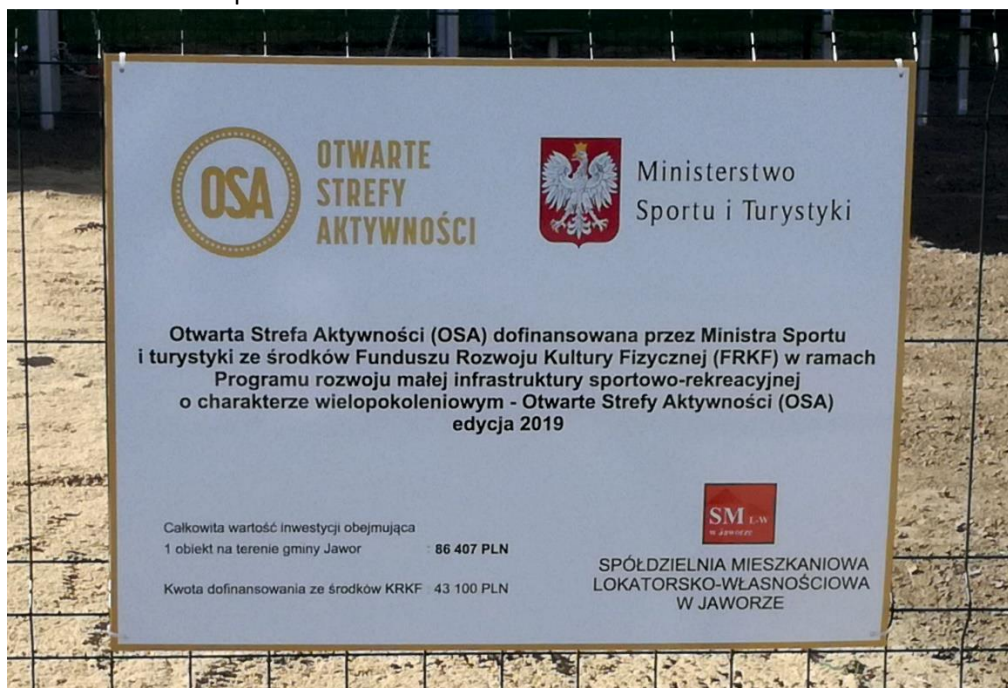 OSA
OTWARTE
STREFY
AKTYWNOŚCI
Ministerstwo
Sportu i Turystyki
Otwarta Strefa Aktywności (OSA) dofinansowana przez Ministra Sportu
i turystyki ze środków Funduszu Rozwoju Kultury Fizycznej (FRKF) w ramach
Programu rozwoju małej infrastruktury sportowo-rekreacyjnej
o charakterze wielopokoleniowym - Otwarte Strefy Aktywności (OSA)
edycja 2019
Całkowita wartość inwestycji obejmująca
1 obiekt na terenie gminy Jawor : 86 407 PLN
Kwota dofinansowania ze środków KRKF : 43 100 PLN
SM L-W
w Jaworze
SPÓŁDZIELNIA MIESZKANIOWA
LOKATORSKO-WŁASNOŚCIOWA
W JAWORZE